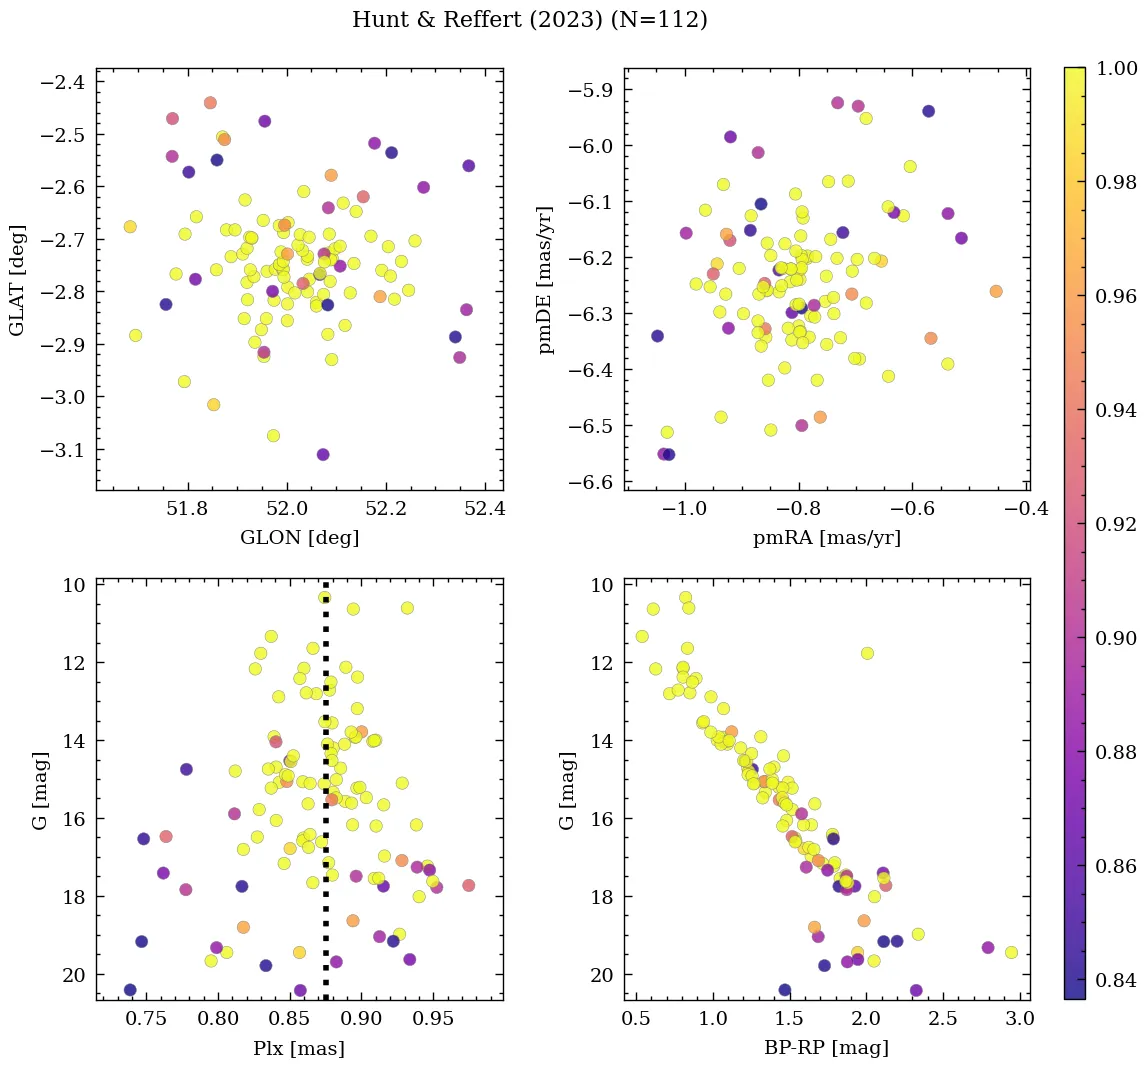 Hunt & Reffert (2023) (N=112)
−2.4
−2.5
−2.6
−2.7
−2.8
−2.9
−3.0
−3.1
GLAT [deg]
51.8 52.0 52.2 52.4
GLON [deg]
−5.9
−6.0
−6.1
−6.2
−6.3
−6.4
−6.5
−6.6
pmDE [mas/yr]
−1.0 −0.8 −0.6 −0.4
pmRA [mas/yr]
1.00
0.98
0.96
0.94
0.92
0.90
0.88
0.86
0.84
10
12
14
16
18
20
G [mag]
0.75 0.80 0.85 0.90 0.95
Plx [mas]
10
12
14
16
18
20
G [mag]
0.5 1.0 1.5 2.0 2.5 3.0
BP-RP [mag]